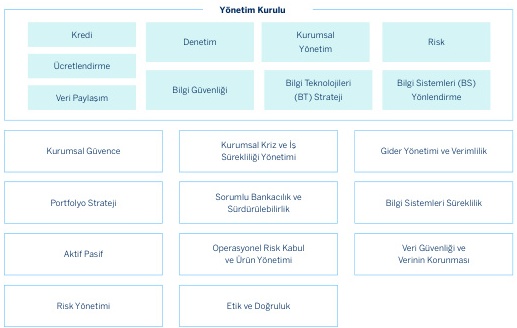 Yönetim Kurulu
Kredi
Ücretlendirme
Veri Paylaşım
Denetim
Bilgi Güvenliği
Kurumsal
Yönetim
Bilgi Teknolojileri
(BT) Strateji
Risk
Bilgi Sistemleri (BS)
Yönlendirme
Kurumsal Güvence
Kurumsal Kriz ve İş
Sürekliliği Yönetimi
Gider Yönetimi ve Verimlilik
Portfolyo Strateji
Sorumlu Bankacılık ve
Sürdürülebilirlik
Bilgi Sistemleri Süreklilik
Aktif Pasif
Operasyonel Risk Kabul
ve Ürün Yönetimi
Veri Güvenliği ve
Verinin Korunması
Risk Yönetimi
Etik ve Doğruluk